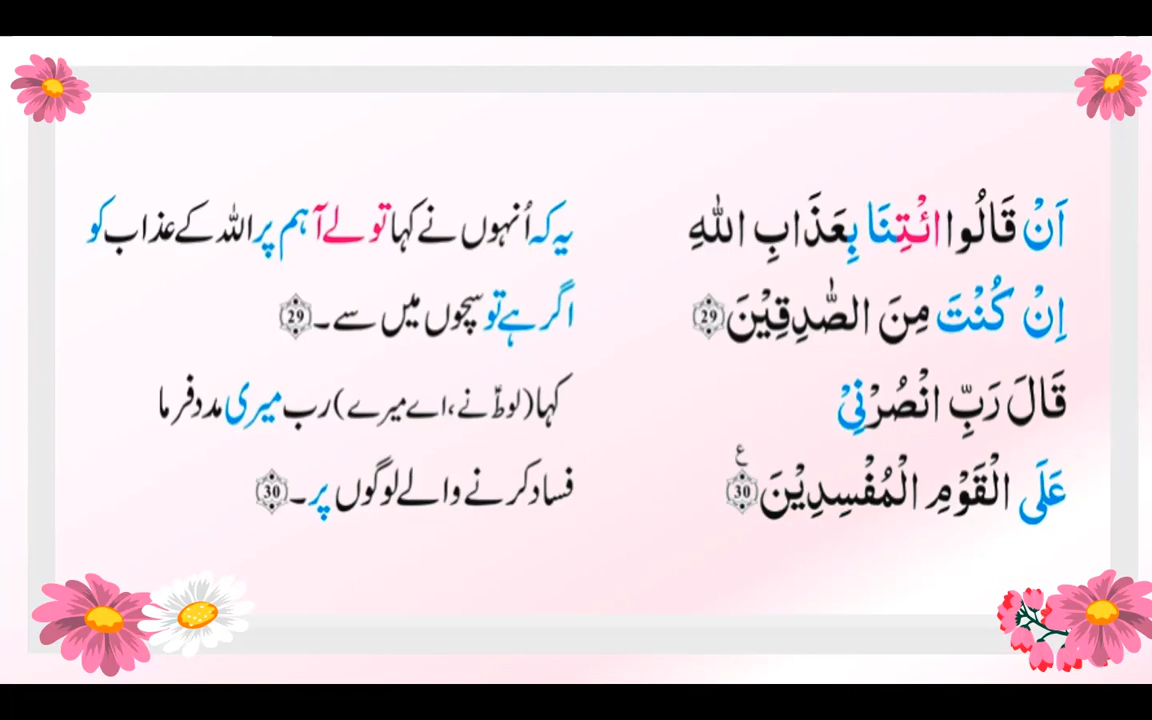 اَنْ قَالُوا ائْتِنَا بِعَذَابِ اللّٰهِ
اِنْ كُنْتَ مِنَ الصّٰدِقِيْنَ 29
قَالَ رَبِّ انْصُرْنِيْ
عَلَى الْقَوْمِ الْمُفْسِدِيْنَ 30 ع
یہ کہ اُنہوں نے کہا تو لے آ ہم پر اللہ کے عذاب کو
اگر ہے تو سچوں میں سے۔ 29
کہا (لوطؑ نے، اے میرے) رب میری مدد فرما
فساد کرنے والے لوگوں پر۔ 30